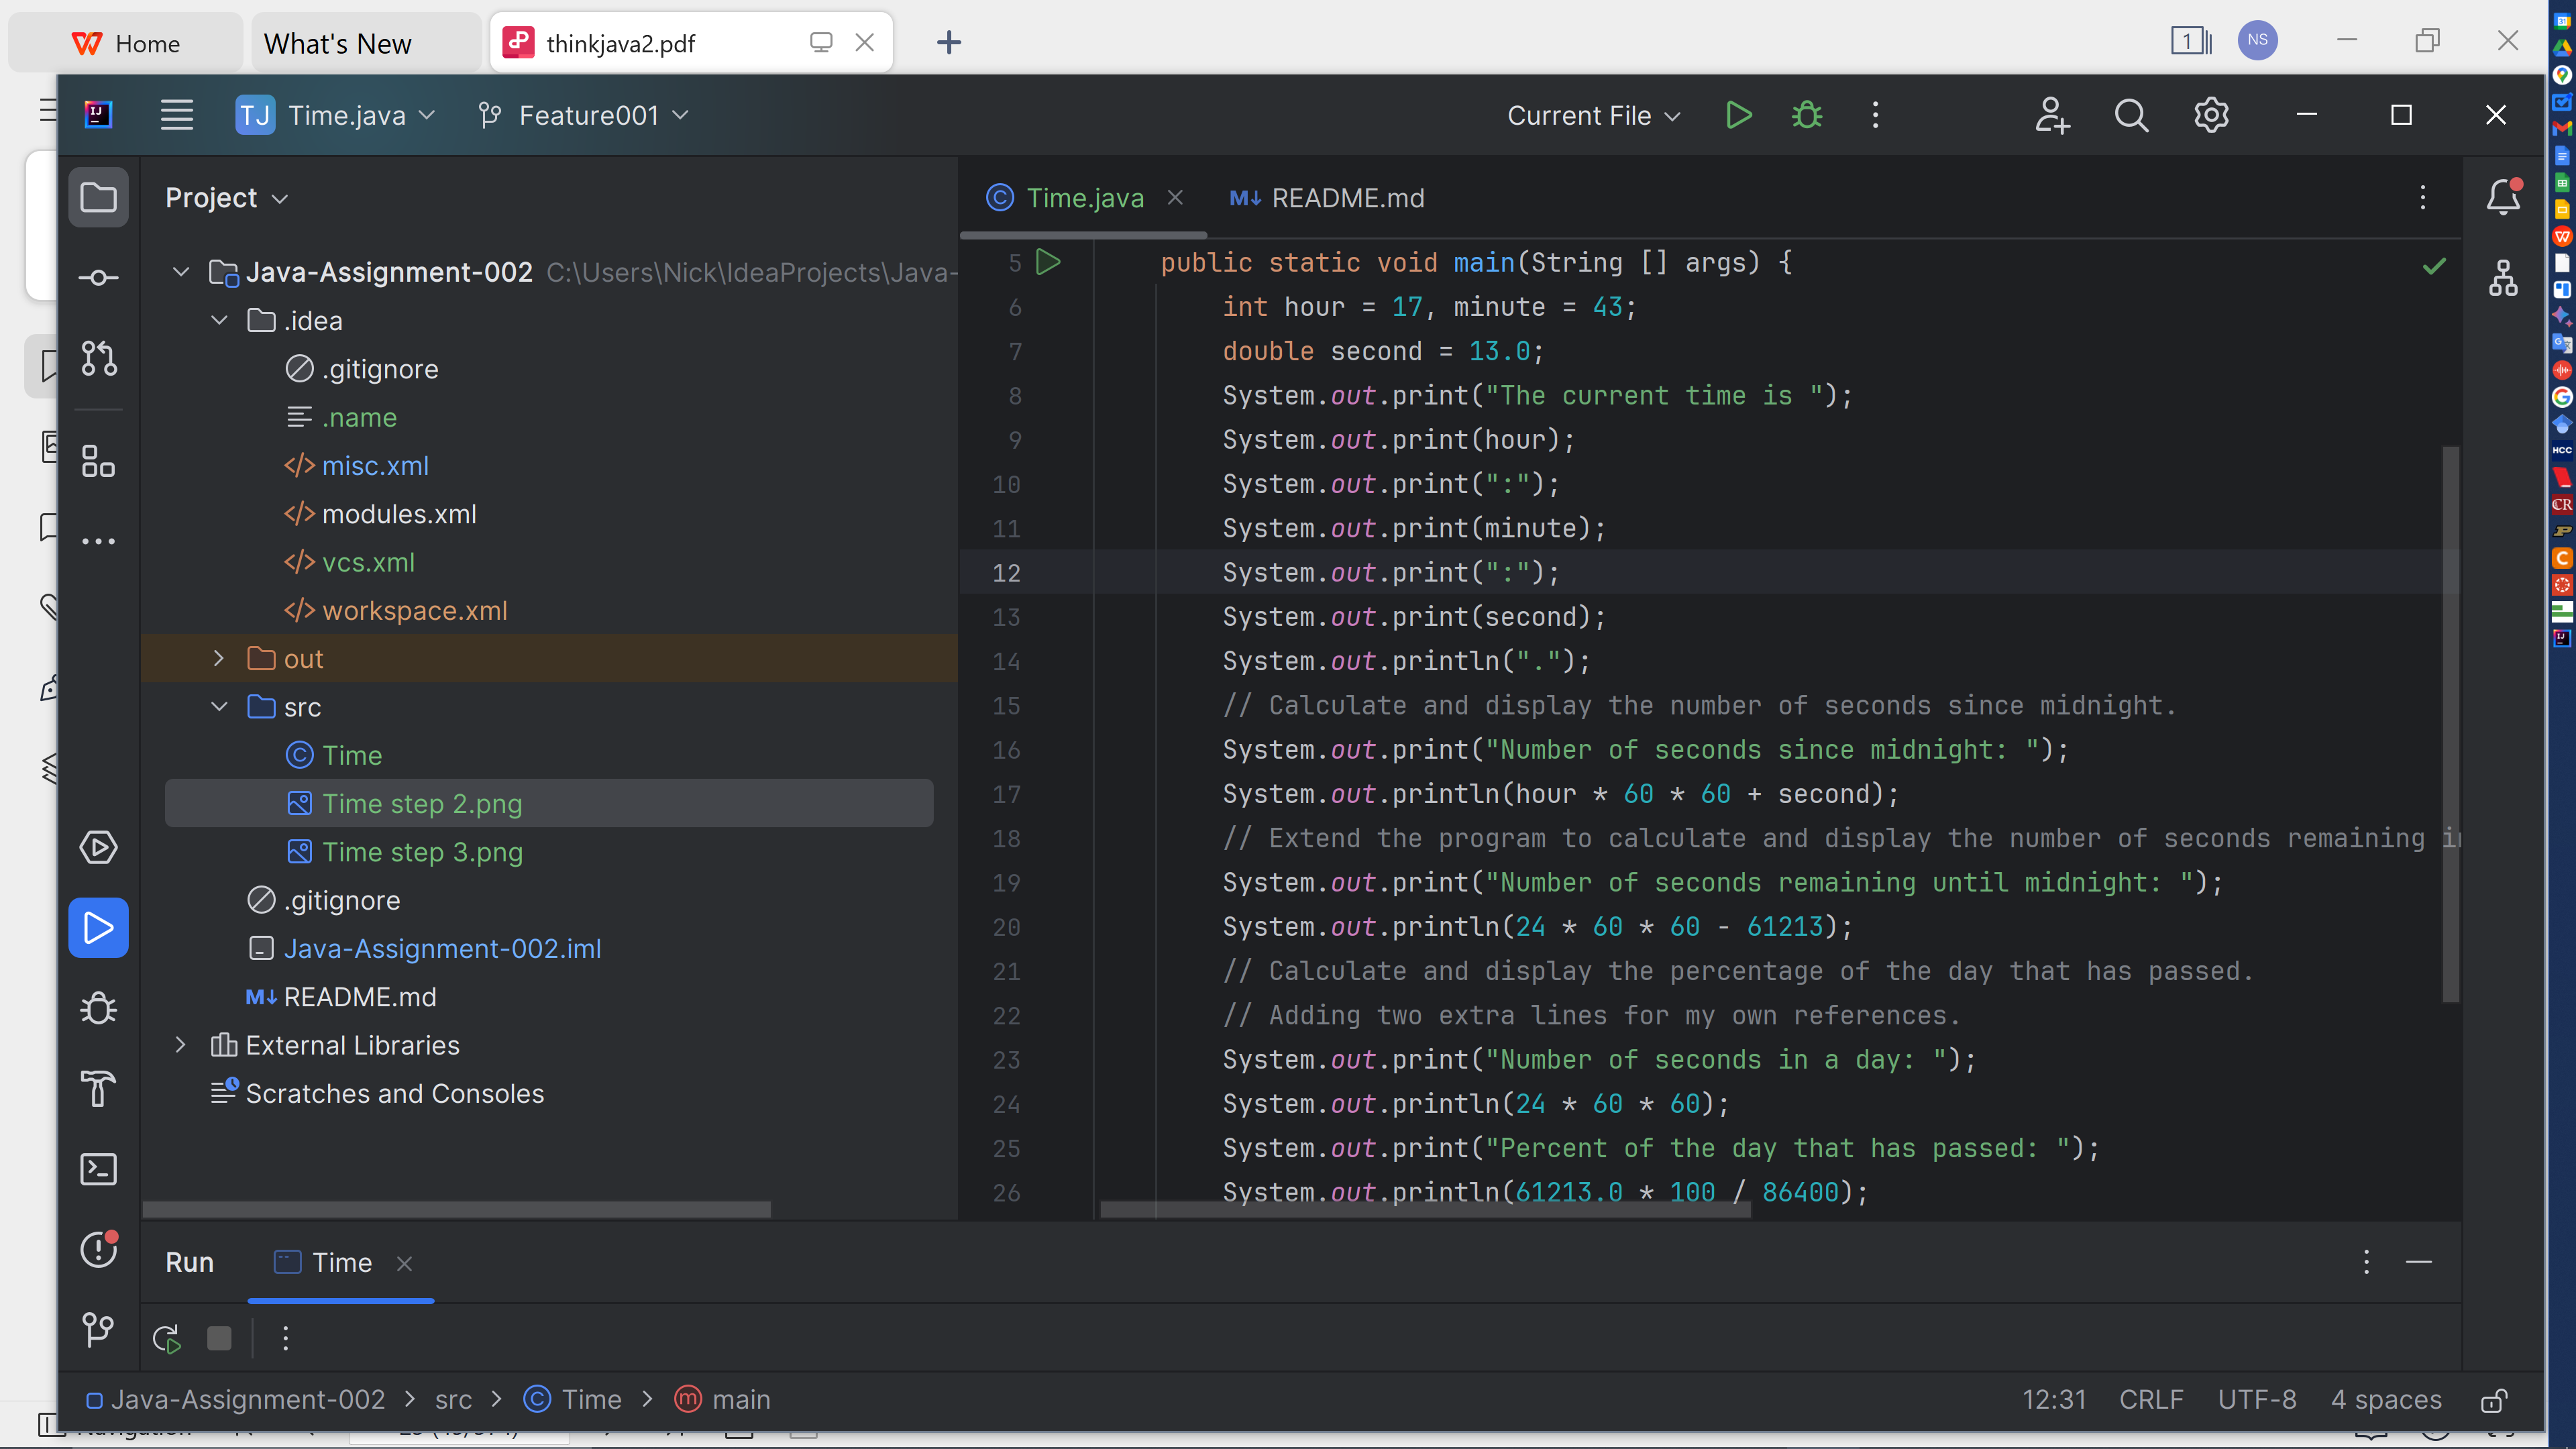 Home
What's New
thinkjava2.pdf
1
NS
TJ Time.java
Feature001
Current File
Project
Time.java
README.md
Java-Assignment-002 C:\Users\Nick\IdeaProjects\Java-
.idea
.gitignore
.name
misc.xml
modules.xml
vcs.xml
workspace.xml
out
src
Time
Time step 2.png
Time step 3.png
.gitignore
Java-Assignment-002.iml
README.md
External Libraries
Scratches and Consoles
5 public static void main(String [] args) {
6 int hour = 17, minute = 43;
7 double second = 13.0;
8 System.out.print("The current time is ");
9 System.out.print(hour);
10 System.out.print(":");
11 System.out.print(minute);
12 System.out.print(":");
13 System.out.print(second);
14 System.out.println(".");
15 // Calculate and display the number of seconds since midnight.
16 System.out.print("Number of seconds since midnight: ");
17 System.out.println(hour * 60 * 60 + second);
18 // Extend the program to calculate and display the number of seconds remaining
19 System.out.print("Number of seconds remaining until midnight: ");
20 System.out.println(24 * 60 * 60 - 61213);
21 // Calculate and display the percentage of the day that has passed.
22 // Adding two extra lines for my own references.
23 System.out.print("Number of seconds in a day: ");
24 System.out.println(24 * 60 * 60);
25 System.out.print("Percent of the day that has passed: ");
26 System.out.println(61213.0 * 100 / 86400);
Run
Time
Java-Assignment-002 > src > Time > main
12:31
CRLF
UTF-8
4 spaces
HCC
CR